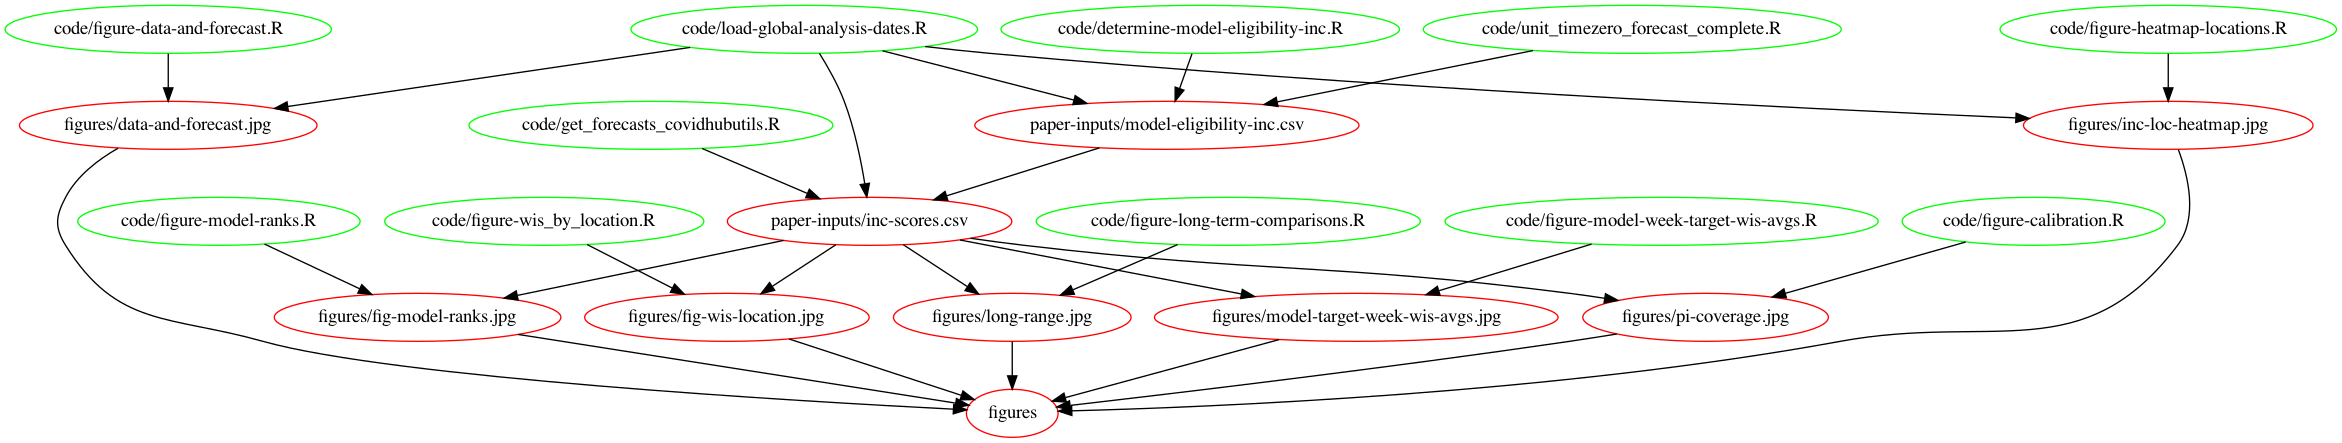 code/figure-data-and-forecast.R
code/load-global-analysis-dates.R
code/determine-model-eligibility-inc.R
code/unit_timezero_forecast_complete.R
code/figure-heatmap-locations.R
figures/data-and-forecast.jpg
code/get_forecasts_covidhubutils.R
paper-inputs/model-eligibility-inc.csv
figures/inc-loc-heatmap.jpg
code/figure-model-ranks.R
code/figure-wis_by_location.R
paper-inputs/inc-scores.csv
code/figure-long-term-comparisons.R
code/figure-model-week-target-wis-avgs.R
code/figure-calibration.R
figures/fig-model-ranks.jpg
figures/fig-wis-location.jpg
figures/long-range.jpg
figures/model-target-week-wis-avgs.jpg
figures/pi-coverage.jpg
figures